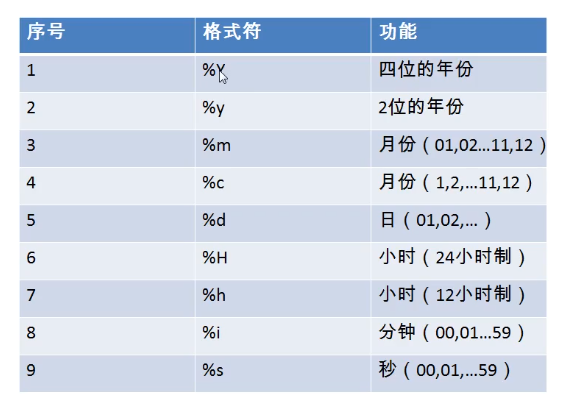 序号 格式符 功能
1 %Y 四位的年份
2 %y 2位的年份
3 %m 月份（01,02…11,12）
4 %c 月份（1,2,…11,12）
5 %d 日（01,02,…）
6 %H 小时（24小时制）
7 %h 小时（12小时制）
8 %i 分钟（00,01…59）
9 %s 秒（00,01,…59）